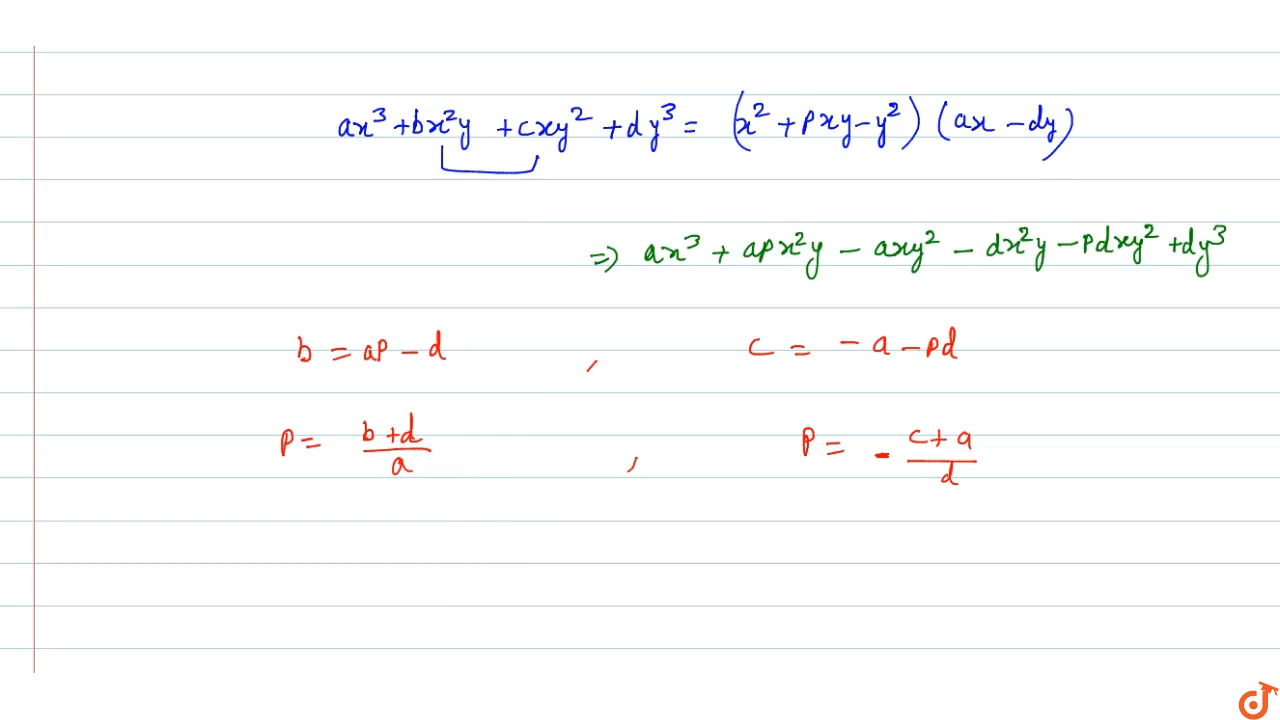 ax³ + bx²y + cxy² + dy³ = (x² + pxy - y²) (ax - dy)
⇒ ax³ + apx²y - axy² - dx²y - pdxy² + dy³
b = ap - d , c = - a - pd
p = (b + d)/a , p = - (c + a)/d